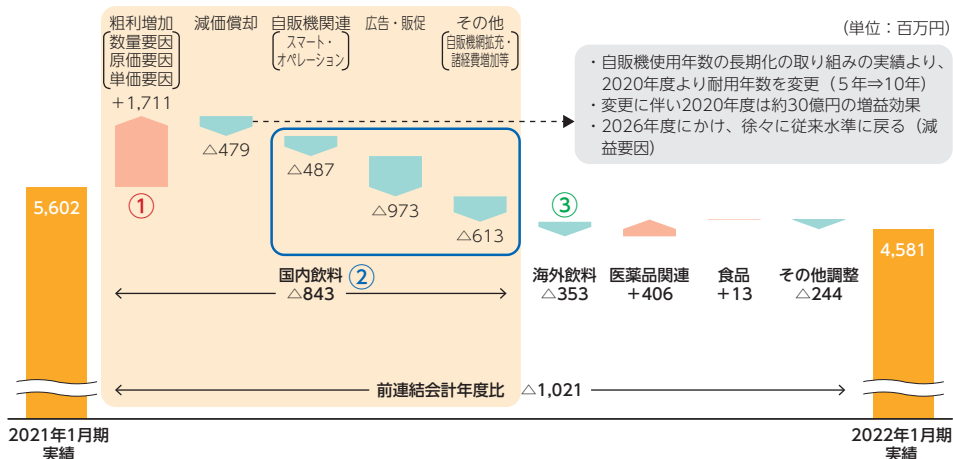 (単位：百万円)
粗利増加
数量要因
原価要因
単価要因
+1,711
減価償却
△479
自販機関連
スマート・
オペレーション
△487
広告・販促
△973
その他
自販機網拡充・
諸経費増加等
△613
・自販機使用年数の長期化の取り組みの実績より、
2020年度より耐用年数を変更（5年⇒10年）
・変更に伴い2020年度は約30億円の増益効果
・2026年度にかけ、徐々に従来水準に戻る（減
益要因）
5,602
①
②
③
国内飲料
△843
海外飲料
△353
医薬品関連
+406
食品
+13
その他調整
△244
4,581
前連結会計年度比 △1,021
2021年1月期
実績
2022年1月期
実績